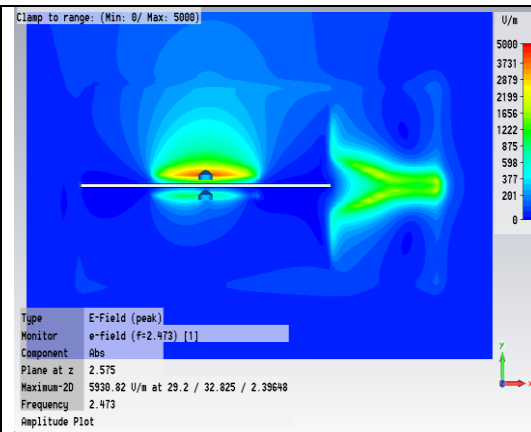 Clamp to range: (Min: 0/ Max: 5000)
V/m
5000
3731
2879
2199
1656
1222
875
598
377
201
0
Type E-Field (peak)
Monitor e-field (f=2.473) [1]
Component Abs
Plane at z 2.575
Maximum-2D 5930.82 V/m at 29.2 / 32.825 / 2.39648
Frequency 2.473
Amplitude Plot
y
x